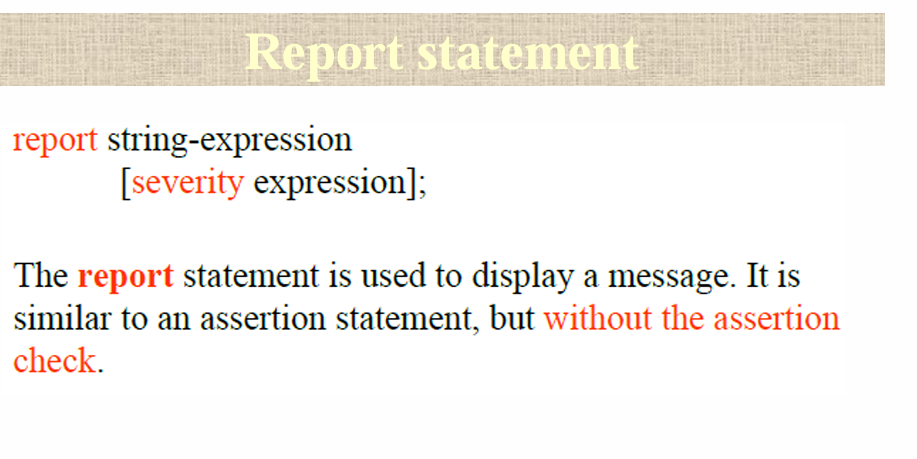 Report statement
report string-expression
[severity expression];
The report statement is used to display a message. It is
similar to an assertion statement, but without the assertion
check.